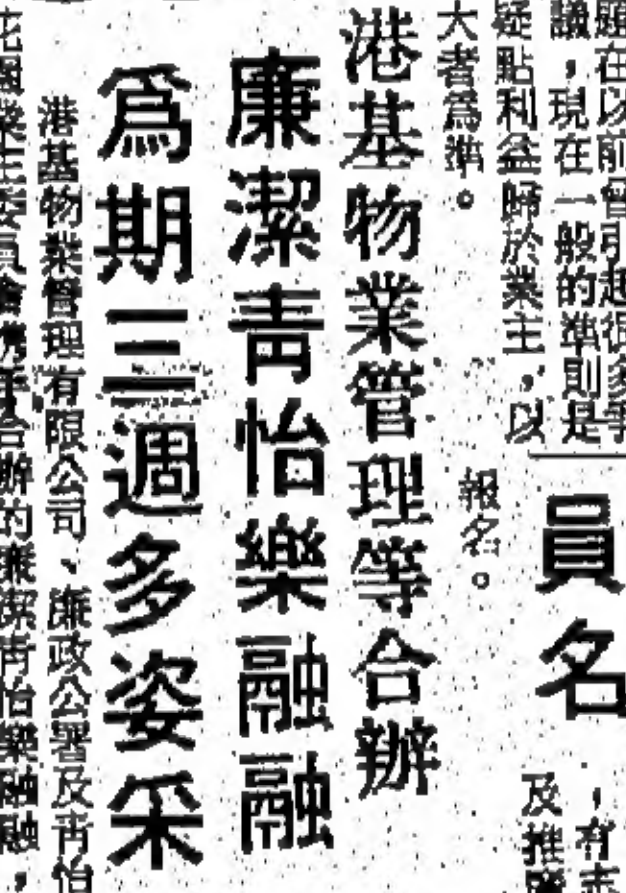 題在以前曾引起很多爭
議，現在一般的準則是
疑點利益歸於業主，以
大者為準。
員名
，有志
及推
報名。
港基物業管理等合辦
廉潔青怡樂融融
為期三週多姿采
港基物業管理有限公司、廉政公署及青怡
花園業主委員會攜手合辦的廉潔青怡樂融融，